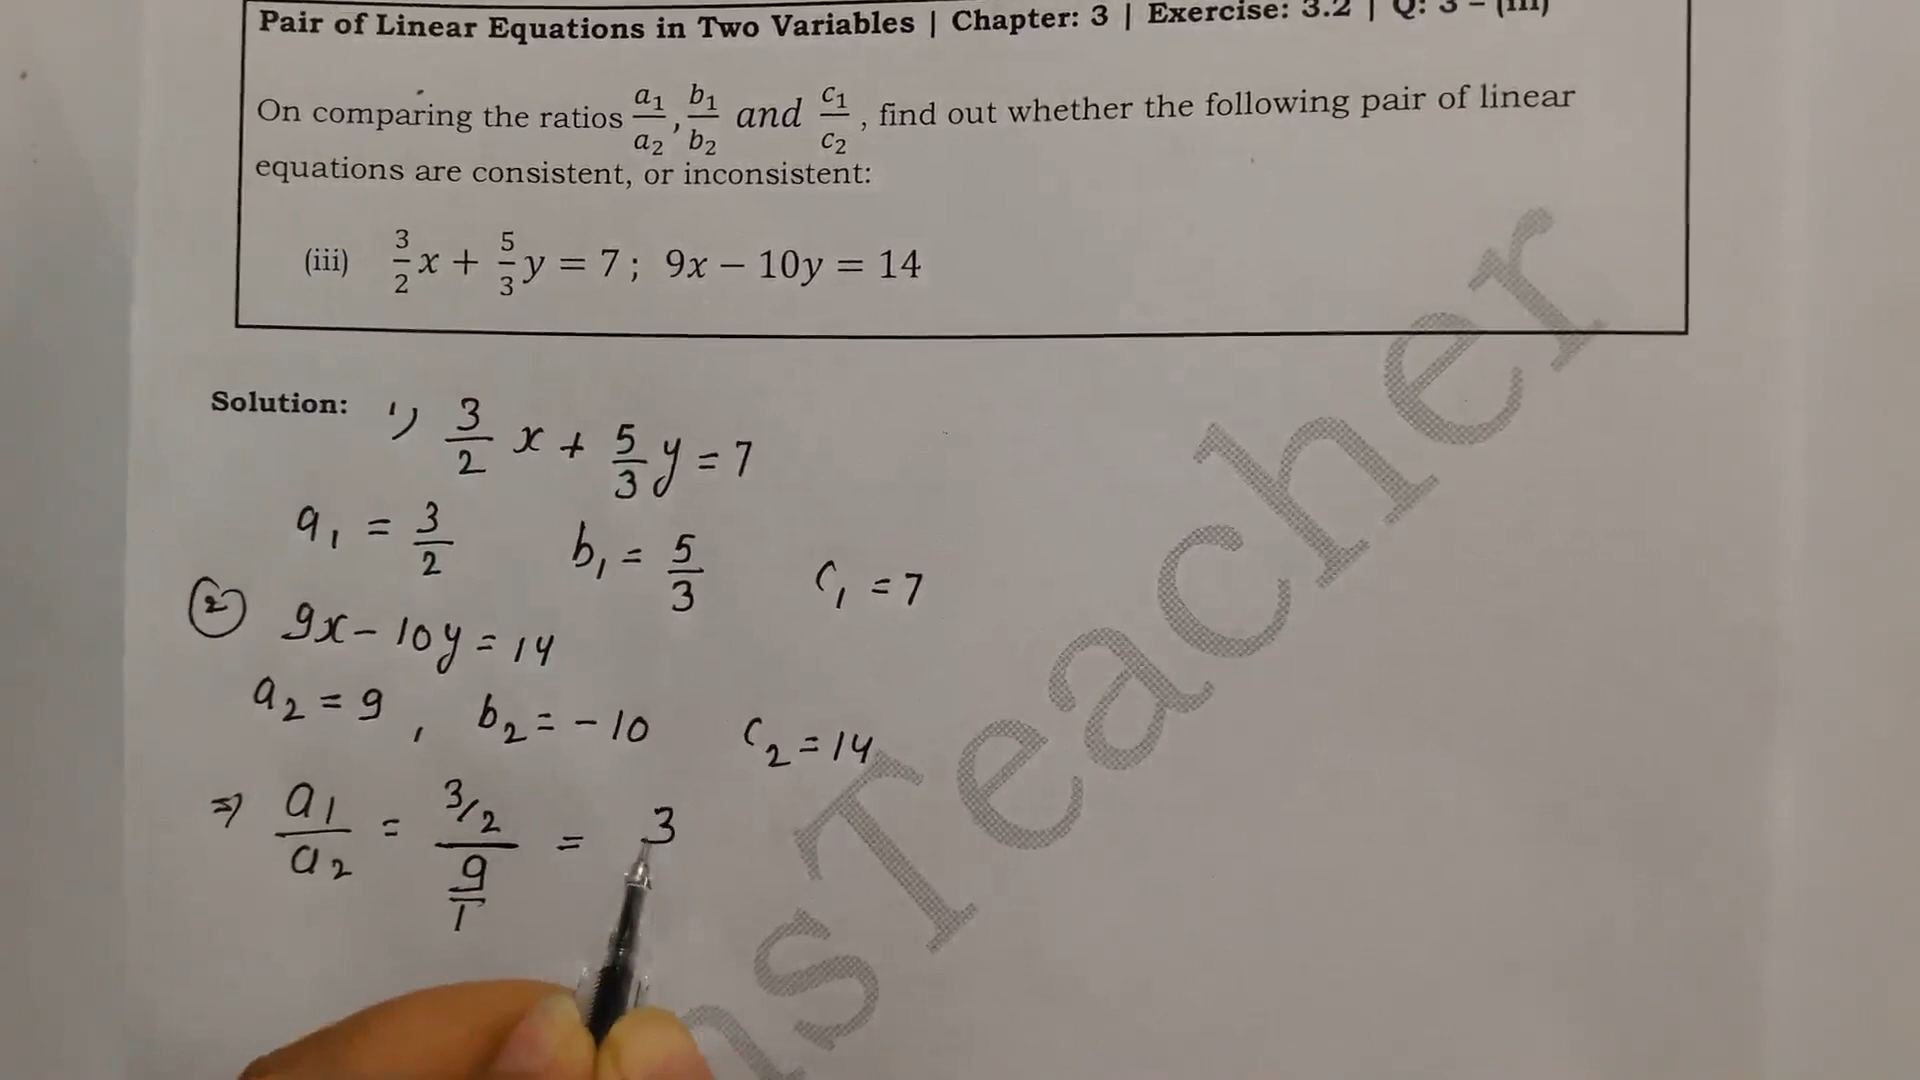 Pair of Linear Equations in Two Variables | Chapter: 3 | Exercise: 3.2 | Q: 3 – (iii)
On comparing the ratios a₁/a₂, b₁/b₂ and c₁/c₂, find out whether the following pair of linear
equations are consistent, or inconsistent:
(iii) 3/2 x + 5/3 y = 7; 9x − 10y = 14
Solution: 1) 3/2 x + 5/3 y = 7
a₁ = 3/2 b₁ = 5/3 c₁ = 7
② 9x − 10y = 14
a₂ = 9, b₂ = −10 c₂ = 14
⇒ a₁/a₂ = (3/2)/(9/1) = 3
nsTeacher